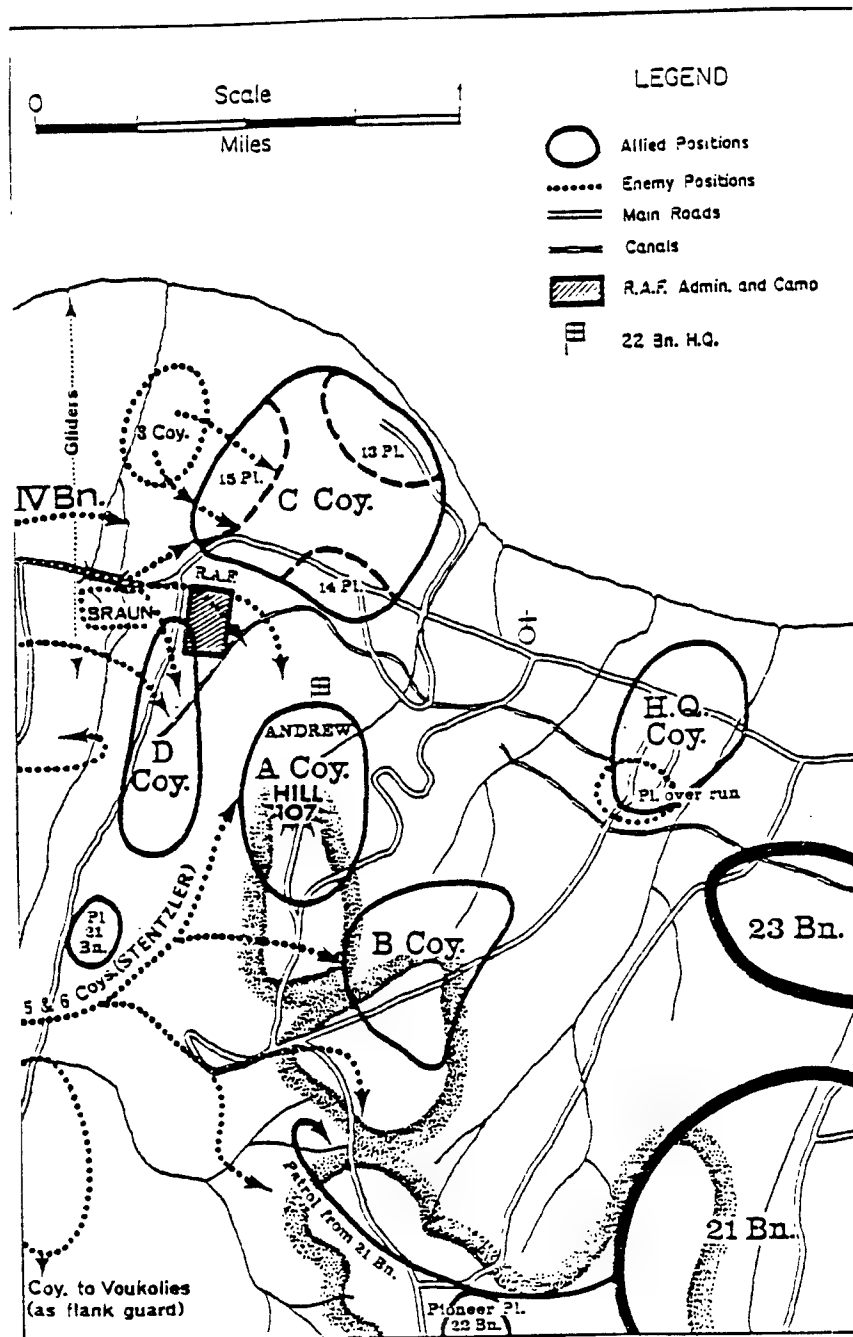 0
Scale
1
Miles
LEGEND
Allied Positions
Enemy Positions
Main Roads
Canals
R.A.F. Admin. and Camp
22 Bn. H.Q.
Gliders
3 Coy.
13 Pl.
15 Pl.
C Coy.
IV Bn.
14 Pl.
R.A.F.
BRAUN
D
Coy.
ANDREW
A Coy.
HILL
107
H.Q.
Coy.
Pl. over run
Pl
21
Bn.
5 & 6 Coys.(STENTZLER)
B Coy.
23 Bn.
Patrol from 21 Bn.
21 Bn.
Coy. to Voukolies
(as flank guard)
Pioneer Pl.
(22 Bn.)